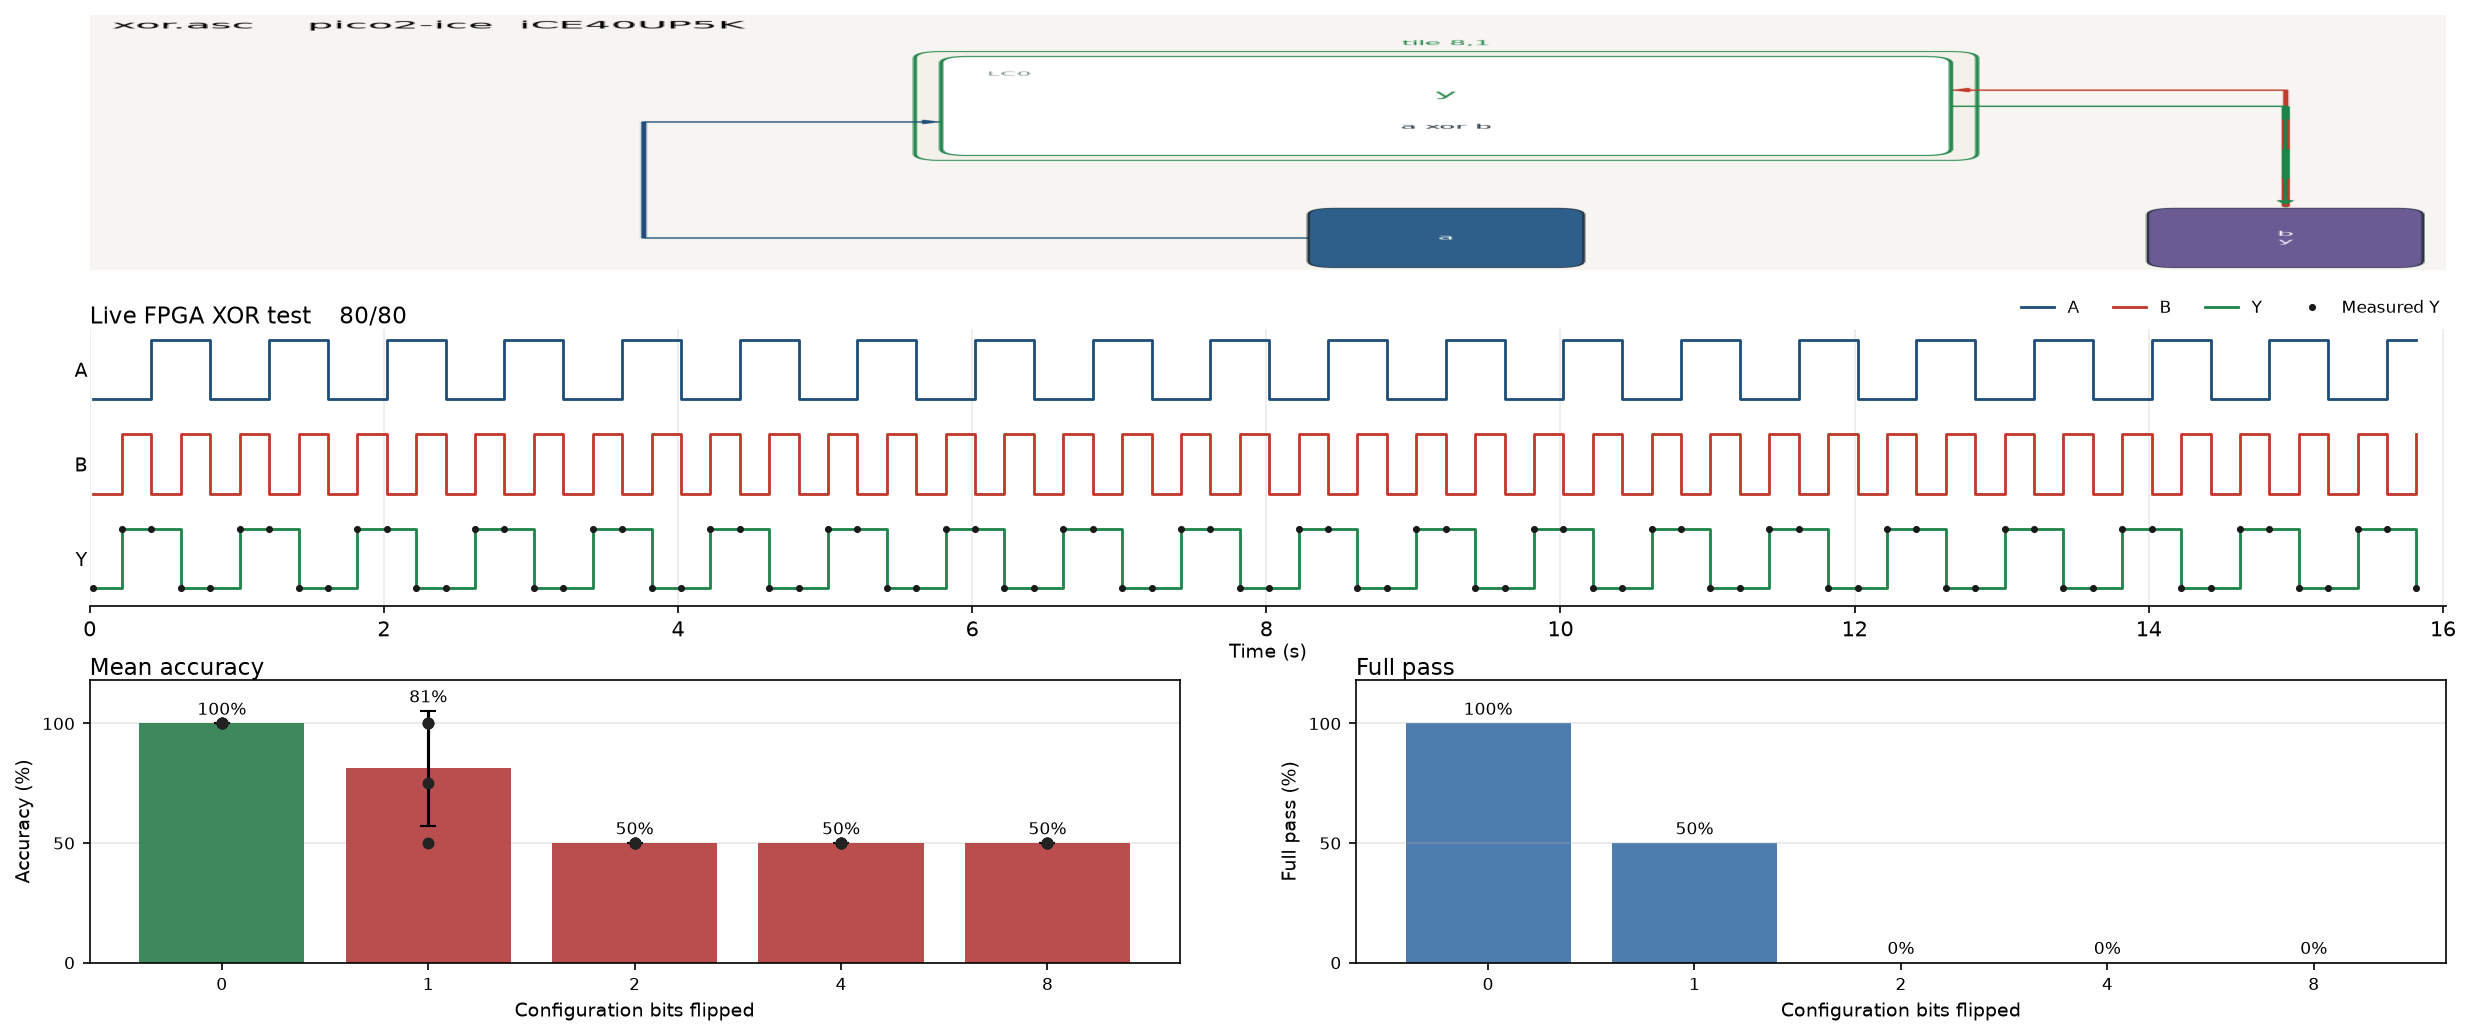 xor.asc pico2-ice iCE40UP5K
tile 8,1
LC0
y
a xor b
a
b
y
Live FPGA XOR test 80/80
A B Y Measured Y
A
B
Y
0 2 4 6 8 10 12 14 16
Time (s)
Mean accuracy
Accuracy (%)
100
50
0
100%
81%
50%
50%
50%
0 1 2 4 8
Configuration bits flipped
Full pass
Full pass (%)
100
50
0
100%
50%
0%
0%
0%
0 1 2 4 8
Configuration bits flipped